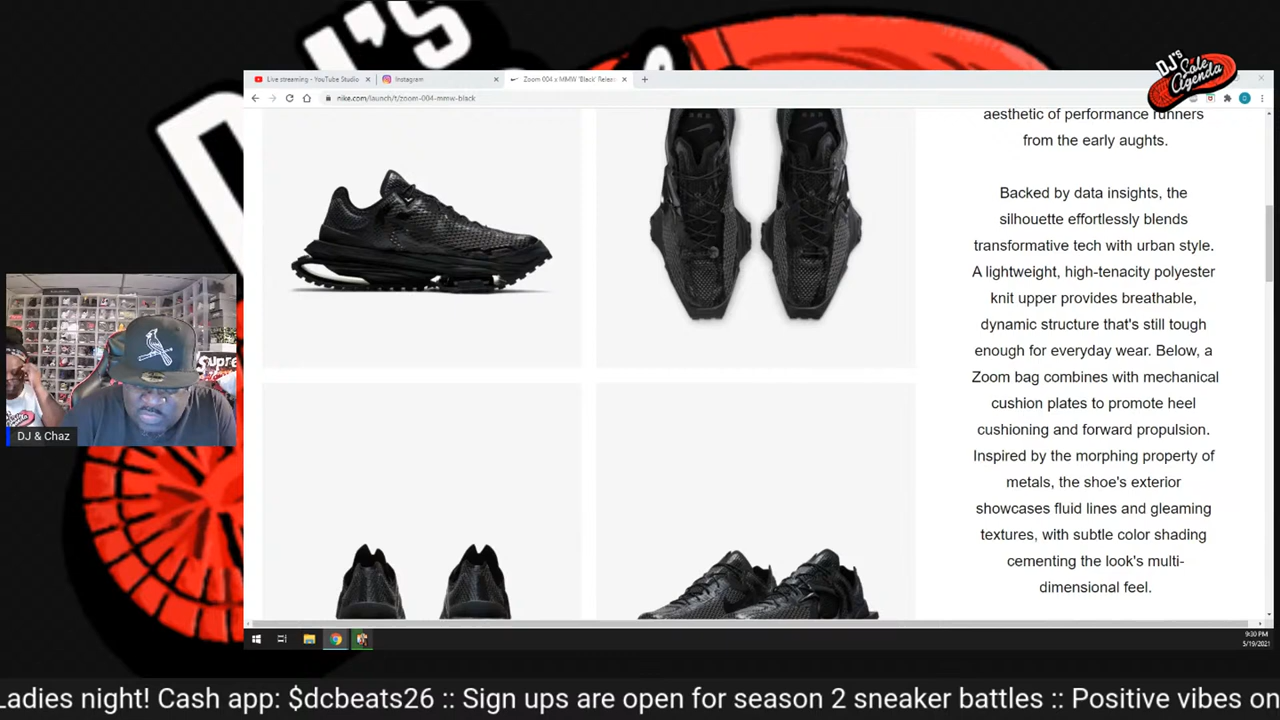 DJ'S
DJ's
Sole
Agenda
Live streaming - YouTube Studio
Instagram
Zoom 004 x MMW 'Black' Releas
nike.com/launch/t/zoom-004-mmw-black
aesthetic of performance runners
from the early aughts.
Backed by data insights, the
silhouette effortlessly blends
transformative tech with urban style.
A lightweight, high-tenacity polyester
knit upper provides breathable,
dynamic structure that's still tough
enough for everyday wear. Below, a
Zoom bag combines with mechanical
cushion plates to promote heel
cushioning and forward propulsion.
Inspired by the morphing property of
metals, the shoe's exterior
showcases fluid lines and gleaming
textures, with subtle color shading
cementing the look's multi-
dimensional feel.
Supreme
DJ & Chaz
9:30 PM
5/19/2021
Ladies night! Cash app: $dcbeats26 :: Sign ups are open for season 2 sneaker battles :: Positive vibes on